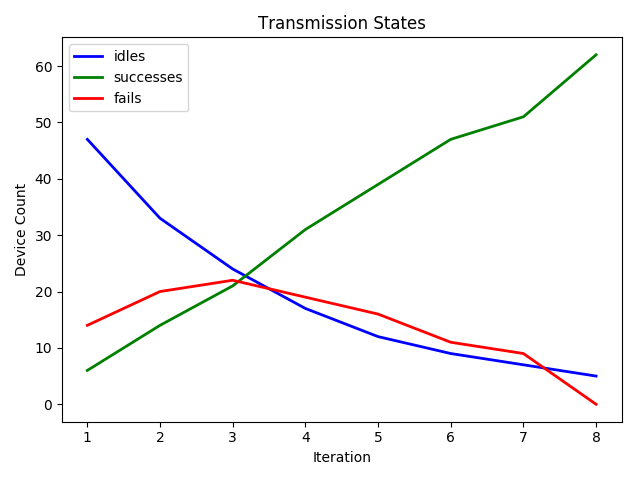 Transmission States
idles
successes
fails
Device Count
60
50
40
30
20
10
0
1 2 3 4 5 6 7 8
Iteration